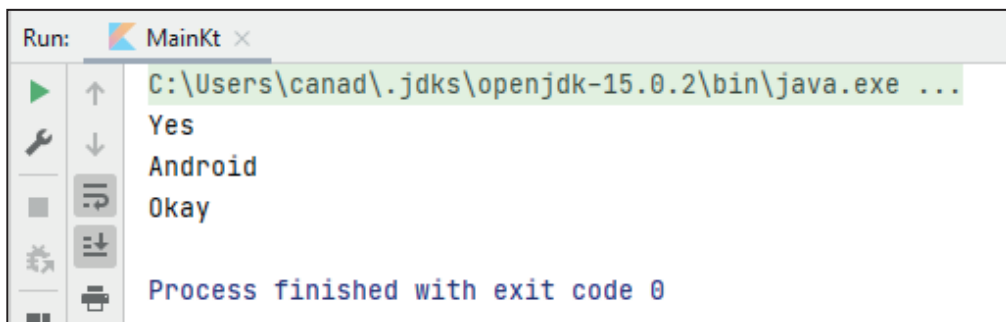 Run: MainKt
C:\Users\canad\.jdks\openjdk-15.0.2\bin\java.exe ...
Yes
Android
Okay
Process finished with exit code 0